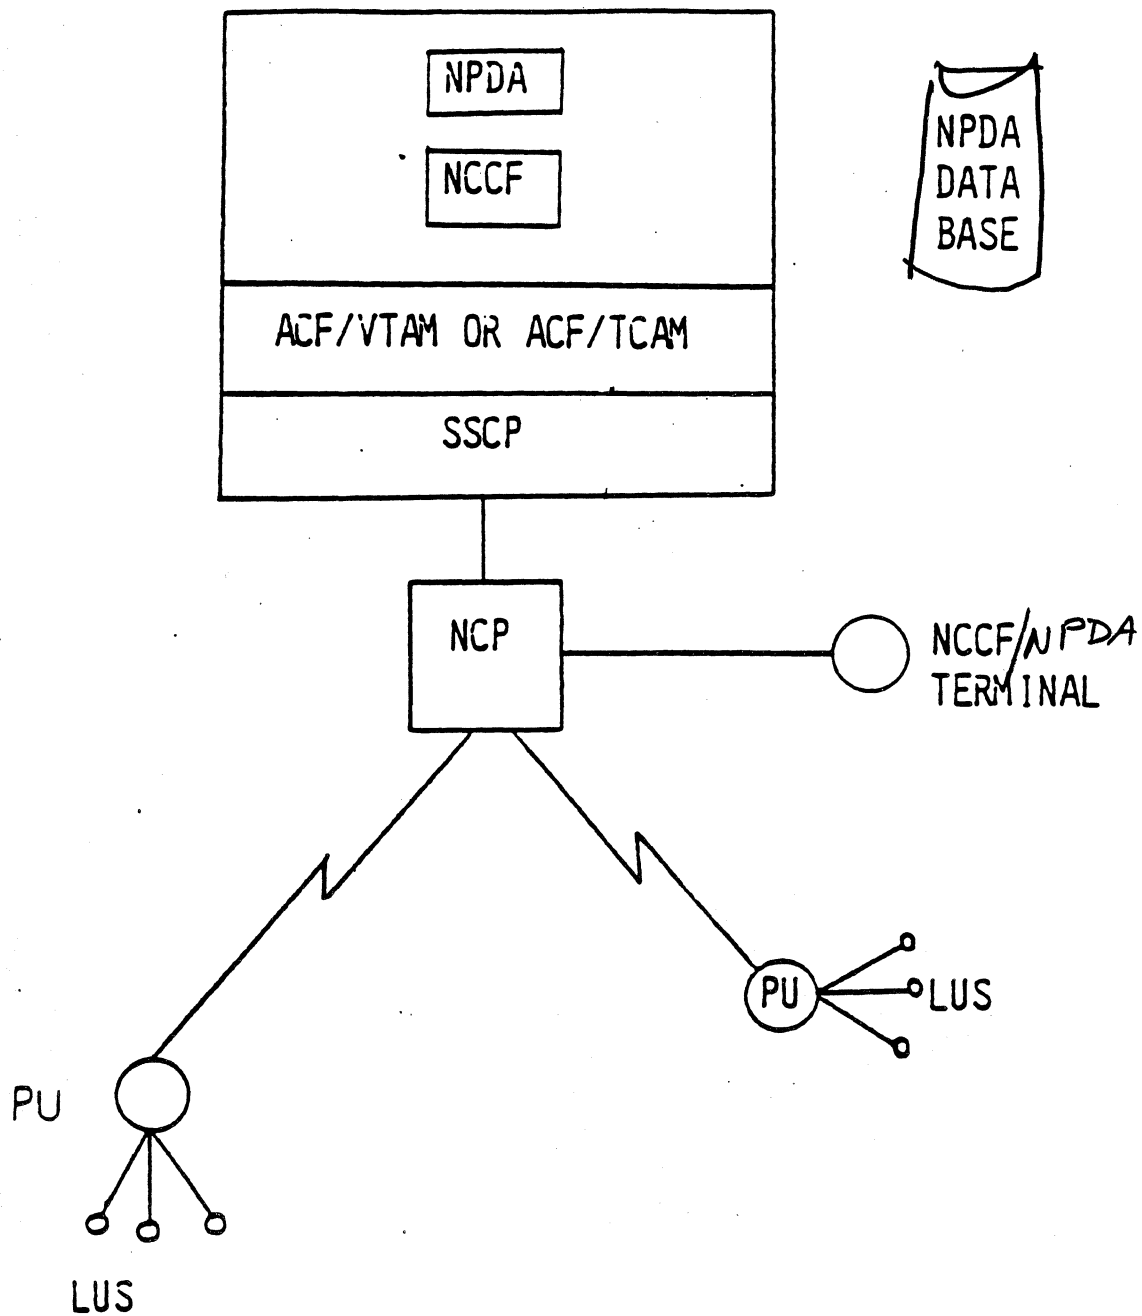 NPDA
NCCF
NPDA
DATA
BASE
ACF/VTAM OR ACF/TCAM
SSCP
NCP
NCCF/NPDA
TERMINAL
PU
LUS
PU
LUS